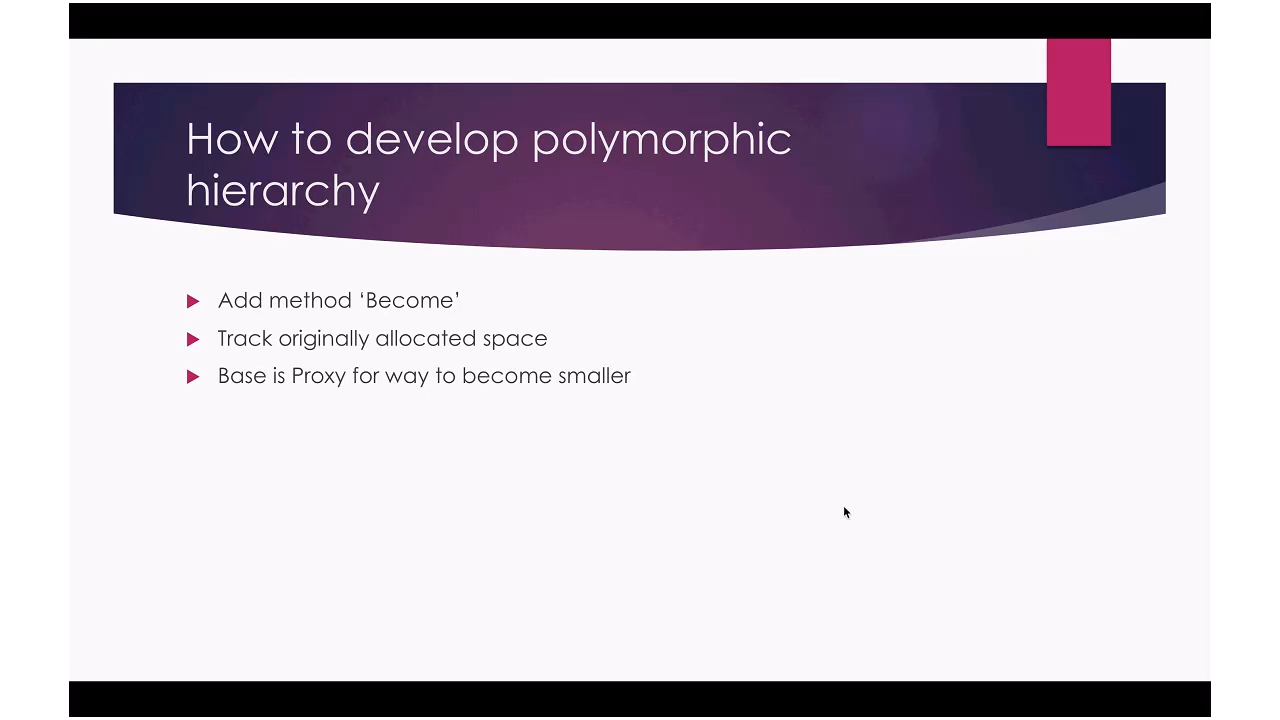 How to develop polymorphic
hierarchy
Add method ‘Become’
Track originally allocated space
Base is Proxy for way to become smaller